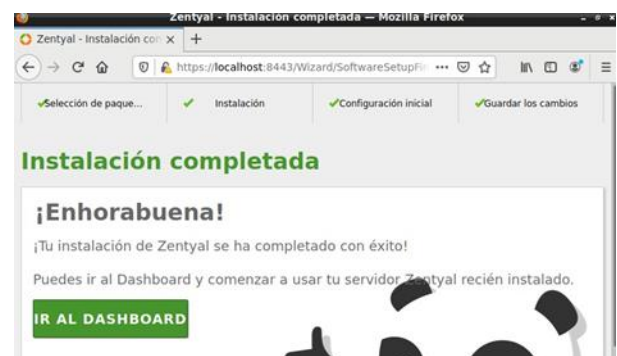 Zentyal - Instalación completada — Mozilla Firefox
Zentyal - Instalación con
https://localhost:8443/Wizard/SoftwareSetupFin
Selección de paque... Instalación Configuración inicial Guardar los cambios
Instalación completada
¡Enhorabuena!
¡Tu instalación de Zentyal se ha completado con éxito!
Puedes ir al Dashboard y comenzar a usar tu servidor Zentyal recién instalado.
IR AL DASHBOARD